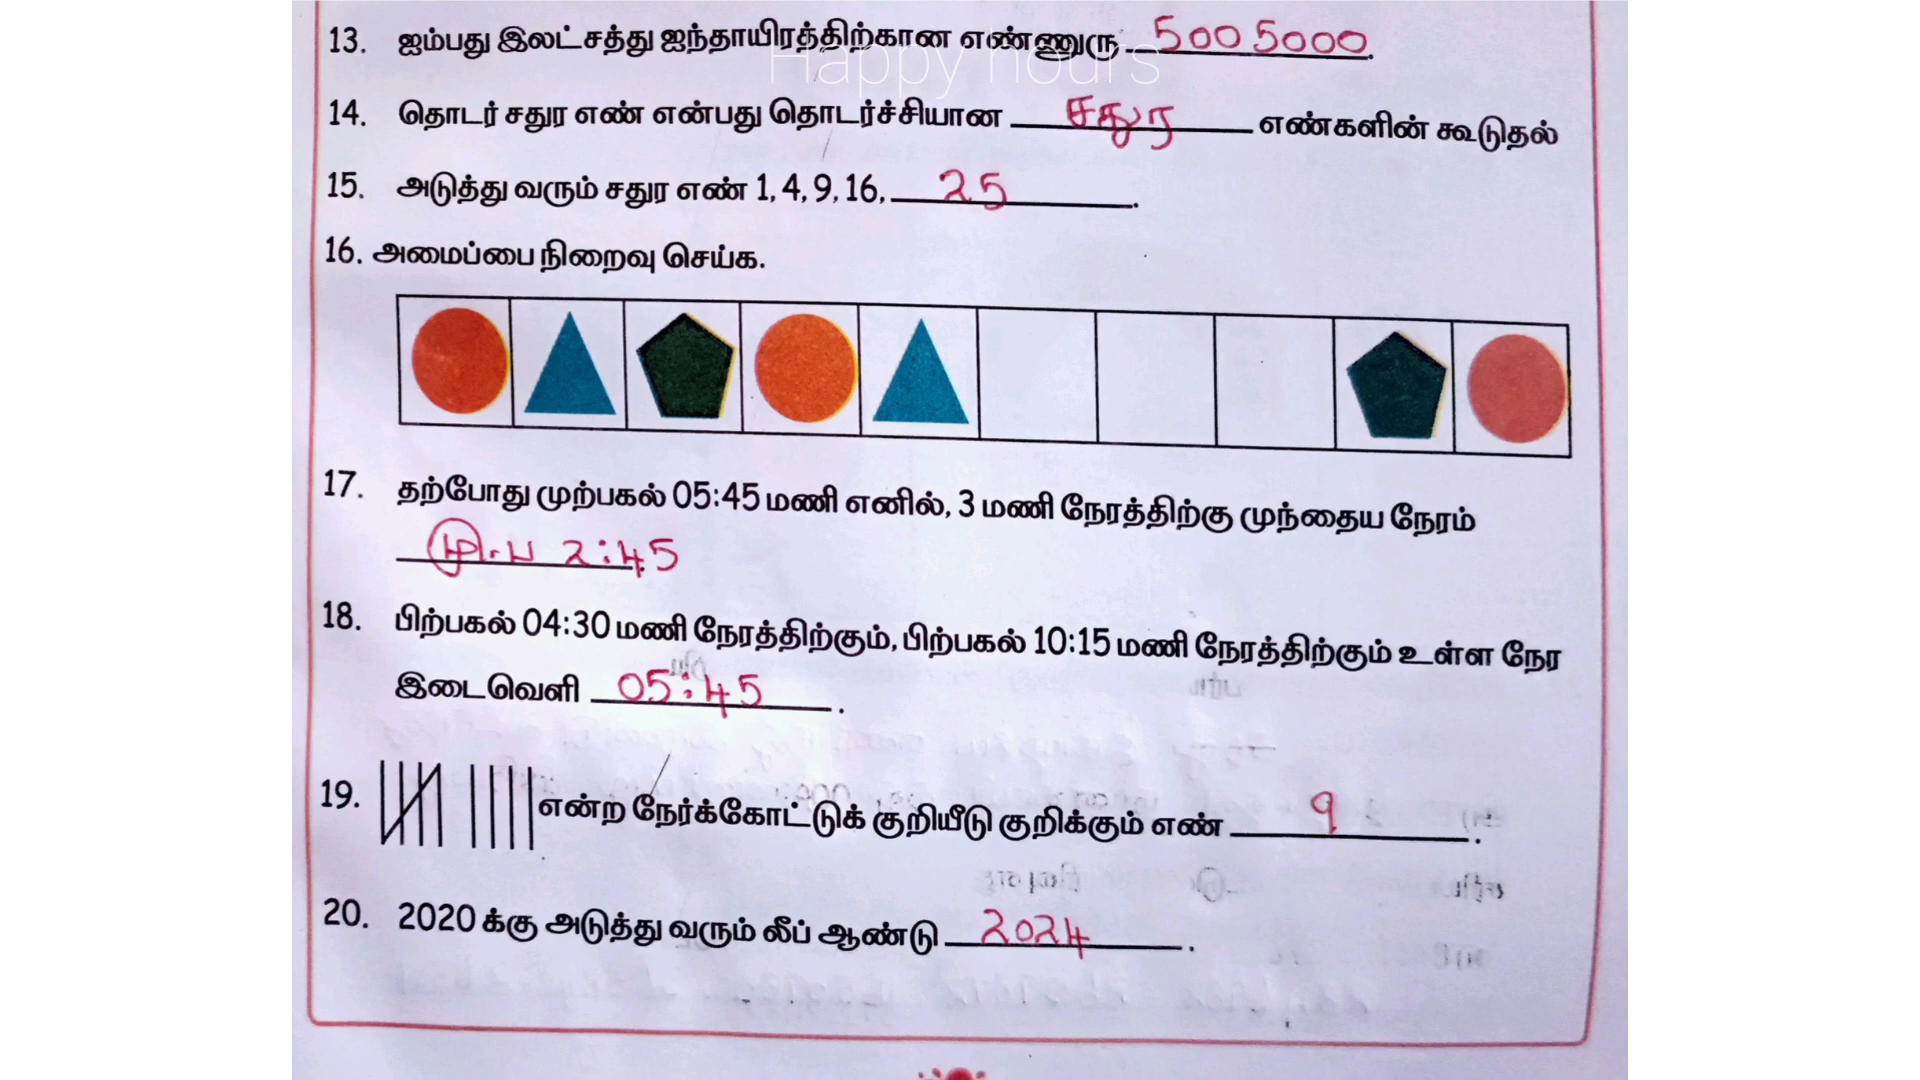 13. ஐம்பது இலட்சத்து ஐந்தாயிரத்திற்கான எண்ணுரு 5005000.
Happy hours
14. தொடர் சதுர எண் என்பது தொடர்ச்சியான சதுர எண்களின் கூடுதல்
15. அடுத்து வரும் சதுர எண் 1, 4, 9, 16, 25.
16. அமைப்பை நிறைவு செய்க.
17. தற்போது முற்பகல் 05:45 மணி எனில், 3 மணி நேரத்திற்கு முந்தைய நேரம்
மு.ப 2:45
18. பிற்பகல் 04:30 மணி நேரத்திற்கும், பிற்பகல் 10:15 மணி நேரத்திற்கும் உள்ள நேர
இடைவெளி 05:45.
19. என்ற நேர்க்கோட்டுக் குறியீடு குறிக்கும் எண் 9.
20. 2020 க்கு அடுத்து வரும் லீப் ஆண்டு 2024.